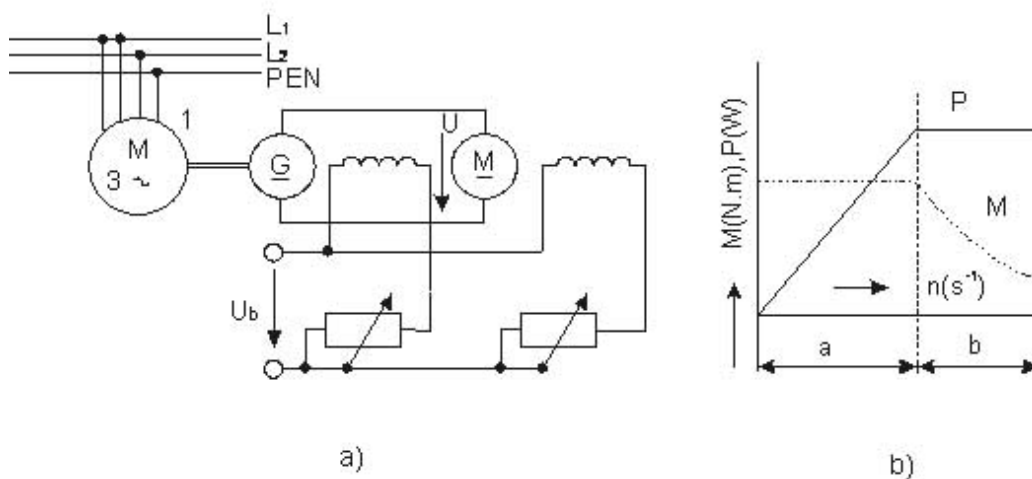 L1
L2
PEN
1
M
3 ~
G
U
M
Ub
a)
M(N.m),P(W)
P
M
n(s⁻¹)
a
b
b)